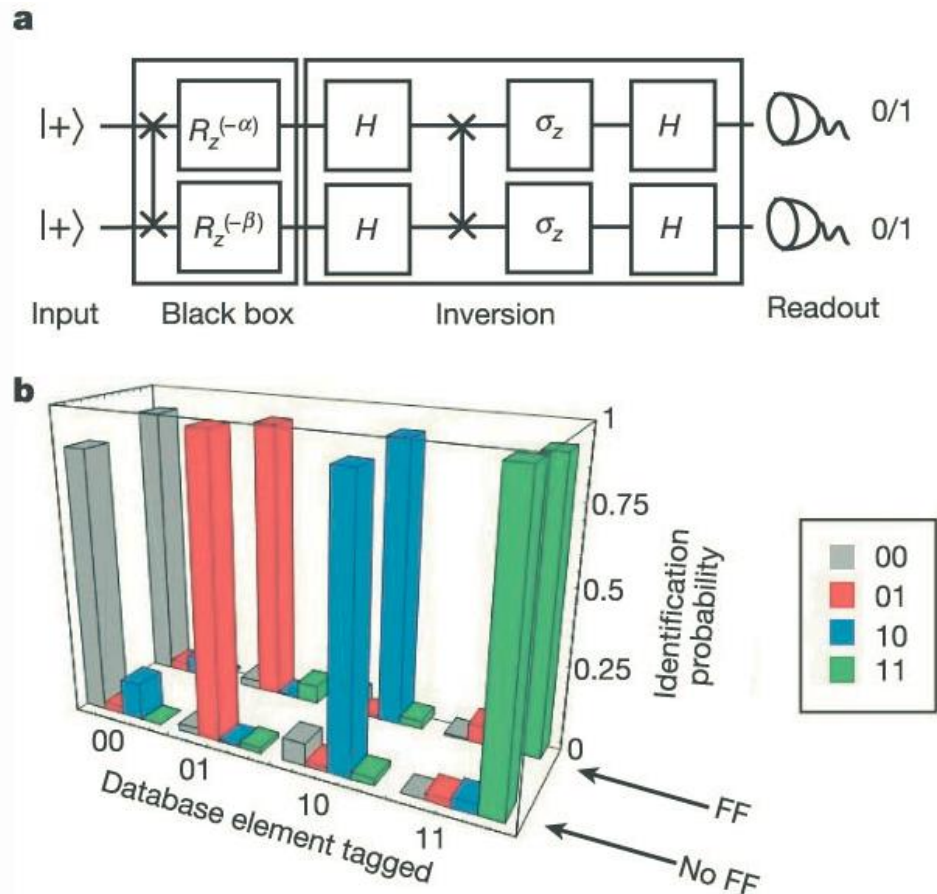 a
|+⟩ R_z^(−α) H σ_z H 0/1
|+⟩ R_z^(−β) H σ_z H 0/1
Input Black box Inversion Readout
b
1
0.75
0.5
0.25
0
Identification
probability
00
01
10
11
Database element tagged
FF
No FF
00
01
10
11